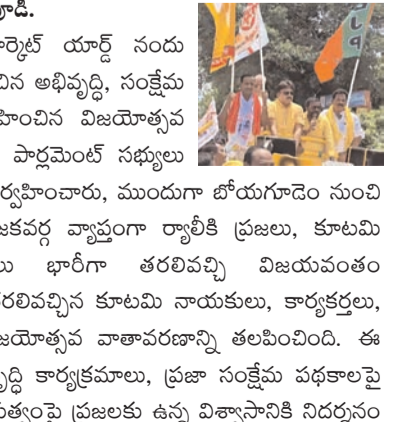 డి.
ార్కెట్ యార్డ్ నందు
చిన అభివృద్ధి, సంక్షేమ
హించిన విజయోత్సవ
పార్లమెంట్ సభ్యులు
ర్వహించారు, ముందుగా బోయగూడెం నుంచి
జకవర్గ వ్యాప్తంగా ర్యాలీకి ప్రజలు, కూటమి
లు భారీగా తరలివచ్చి విజయవంతం
రలివచ్చిన కూటమి నాయకులు, కార్యకర్తలు,
జయోత్సవ వాతావరణాన్ని తలపించింది. ఈ
ృద్ధి కార్యక్రమాలు, ప్రజా సంక్షేమ పథకాలపై
ుత్వంపై ప్రజలకు ఉన్న విశ్వాసానికి నిదర్శనం